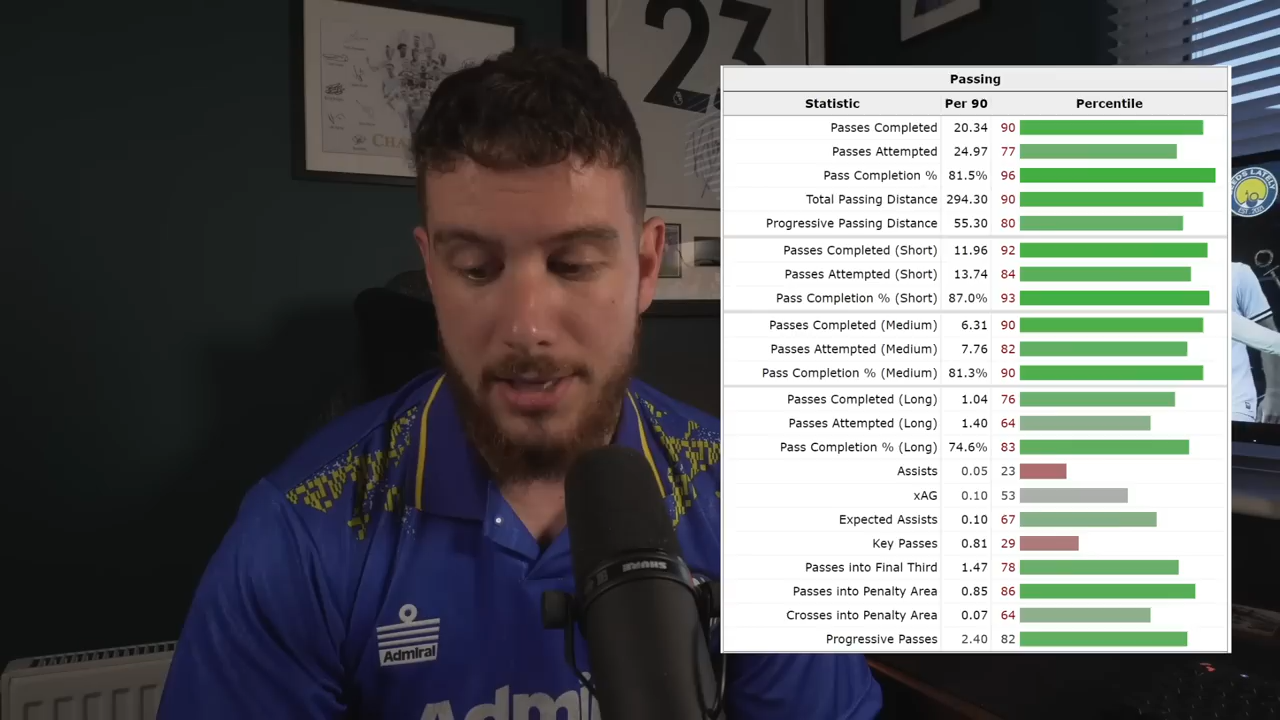 23
CHA
Passing
Statistic Per 90 Percentile
Passes Completed 20.34 90
Passes Attempted 24.97 77
Pass Completion % 81.5% 96
Total Passing Distance 294.30 90
Progressive Passing Distance 55.30 80
Passes Completed (Short) 11.96 92
Passes Attempted (Short) 13.74 84
Pass Completion % (Short) 87.0% 93
Passes Completed (Medium) 6.31 90
Passes Attempted (Medium) 7.76 82
Pass Completion % (Medium) 81.3% 90
Passes Completed (Long) 1.04 76
Passes Attempted (Long) 1.40 64
Pass Completion % (Long) 74.6% 83
Assists 0.05 23
xAG 0.10 53
Expected Assists 0.10 67
Key Passes 0.81 29
Passes into Final Third 1.47 78
Passes into Penalty Area 0.85 86
Crosses into Penalty Area 0.07 64
Progressive Passes 2.40 82
EDS LATELY
SHURE
Admiral
Admi